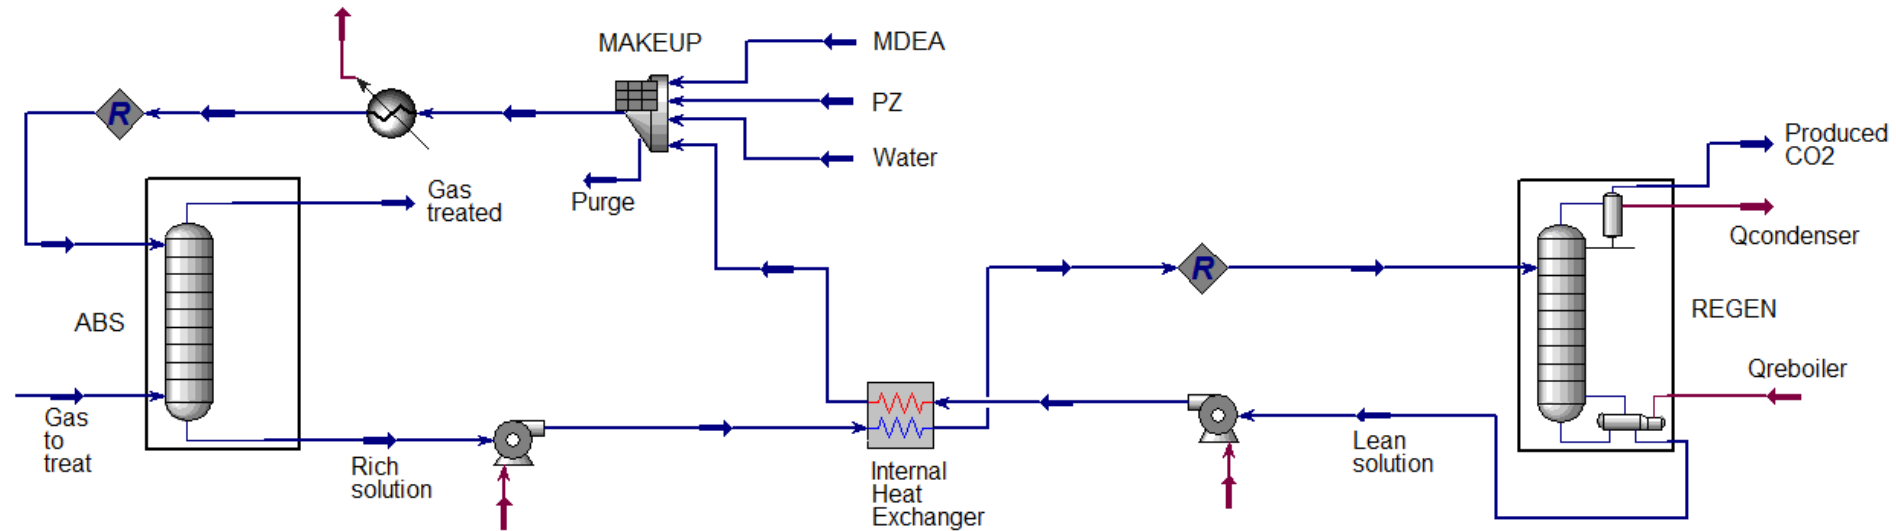 MAKEUP
MDEA
PZ
Water
Purge
R
Gas
treated
ABS
Gas
to
treat
Rich
solution
Internal
Heat
Exchanger
R
Lean
solution
Produced
CO2
Qcondenser
REGEN
Qreboiler